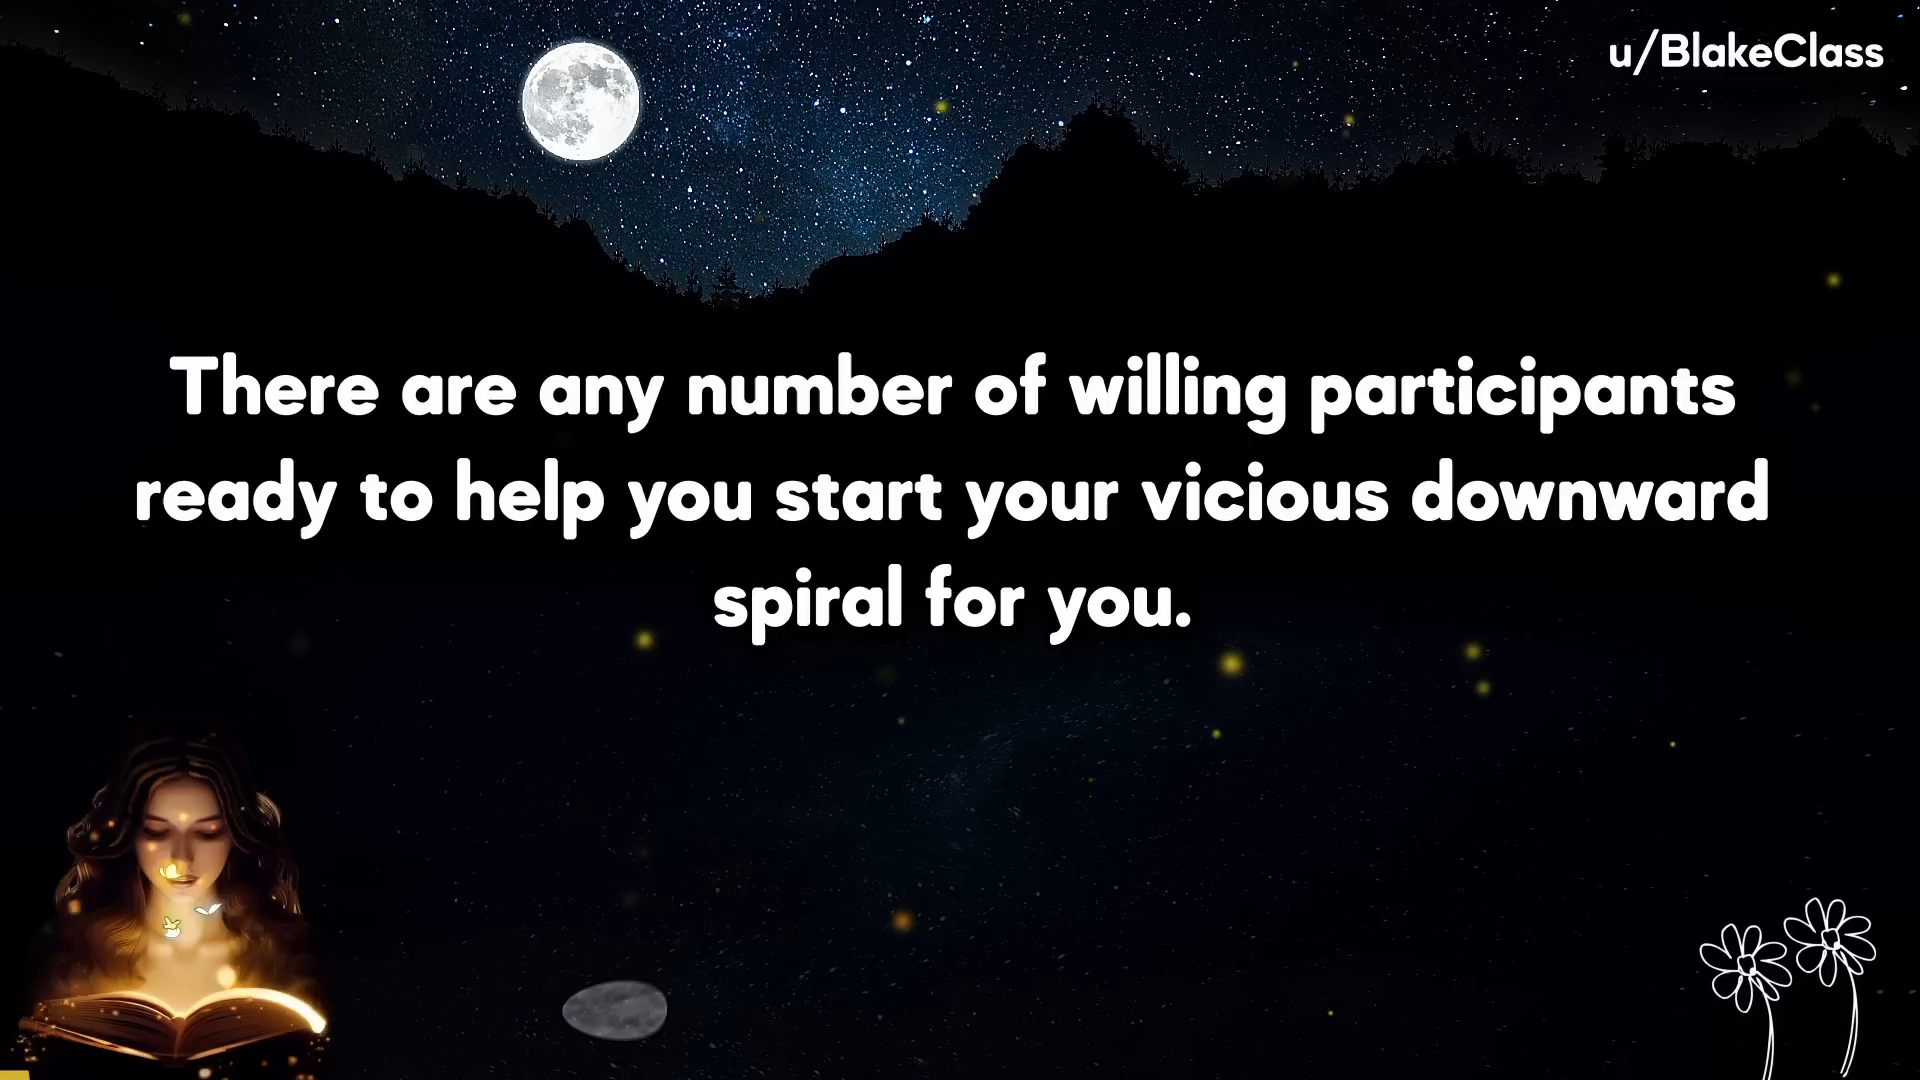 u/BlakeClass
There are any number of willing participants
ready to help you start your vicious downward
spiral for you.